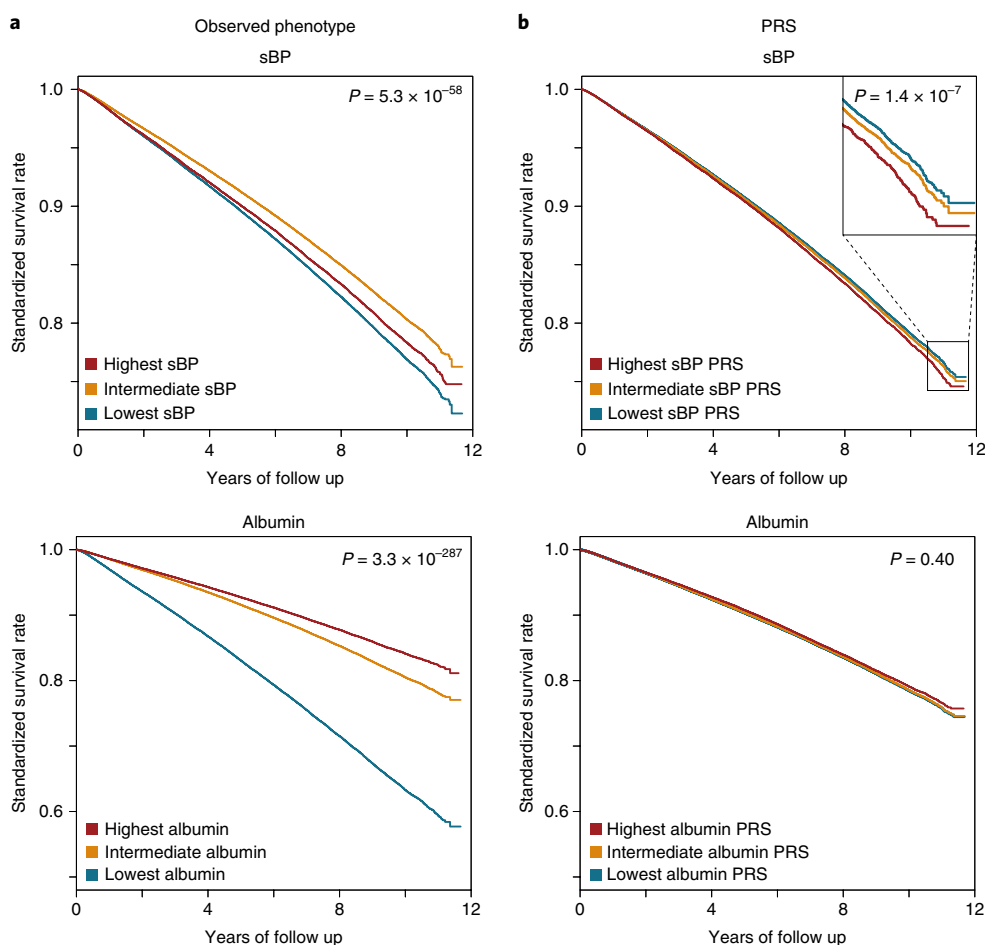 a
Observed phenotype
sBP
P = 5.3 × 10⁻⁵⁸
Standardized survival rate
1.0
0.9
0.8
Highest sBP
Intermediate sBP
Lowest sBP
0 4 8 12
Years of follow up
b
PRS
sBP
P = 1.4 × 10⁻⁷
Standardized survival rate
1.0
0.9
0.8
Highest sBP PRS
Intermediate sBP PRS
Lowest sBP PRS
0 4 8 12
Years of follow up
Albumin
P = 3.3 × 10⁻²⁸⁷
Standardized survival rate
1.0
0.8
0.6
Highest albumin
Intermediate albumin
Lowest albumin
0 4 8 12
Years of follow up
Albumin
P = 0.40
Standardized survival rate
1.0
0.8
0.6
Highest albumin PRS
Intermediate albumin PRS
Lowest albumin PRS
0 4 8 12
Years of follow up